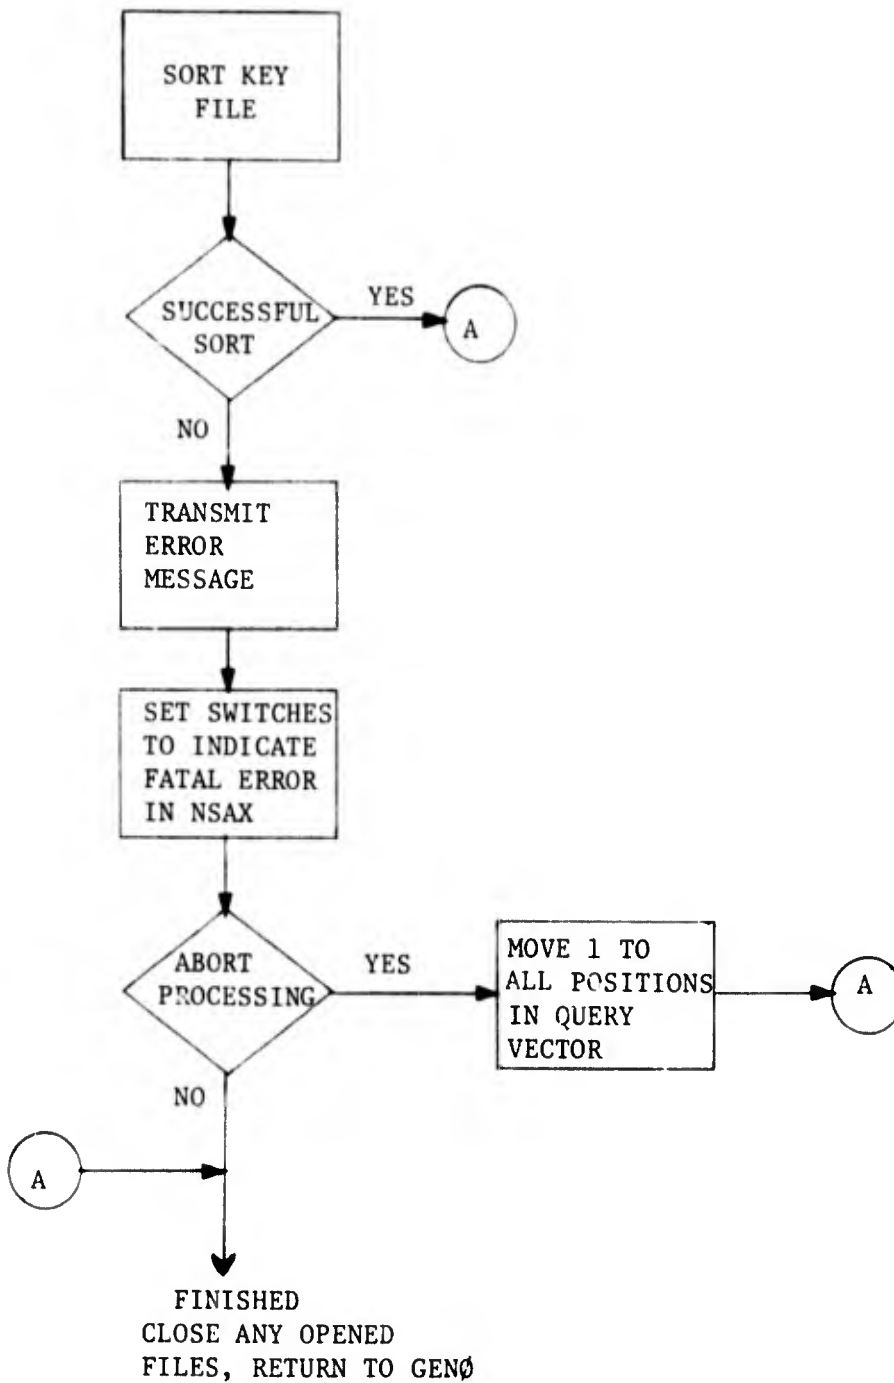 SORT KEY
FILE
SUCCESSFUL
SORT
YES
A
NO
TRANSMIT
ERROR
MESSAGE
SET SWITCHES
TO INDICATE
FATAL ERROR
IN NSAX
ABORT
PROCESSING
YES
MOVE 1 TO
ALL POSITIONS
IN QUERY
VECTOR
A
NO
A
FINISHED
CLOSE ANY OPENED
FILES, RETURN TO GENØ